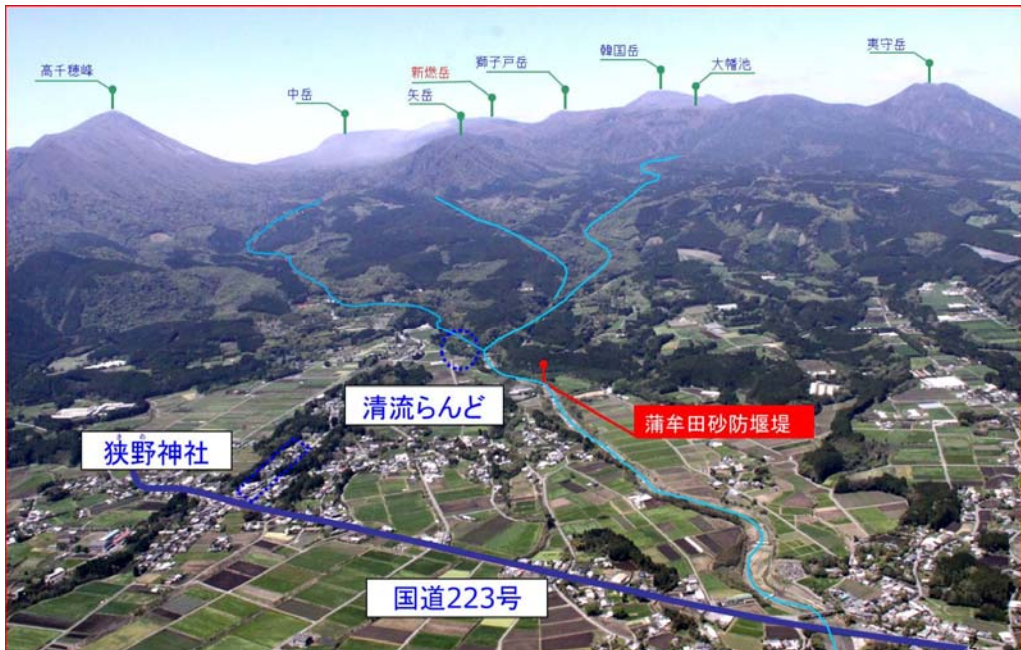 高千穂峰
中岳
新燃岳
矢岳
獅子戸岳
韓国岳
大幡池
夷守岳
清流らんど
さの
狭野神社
蒲牟田砂防堰堤
国道223号